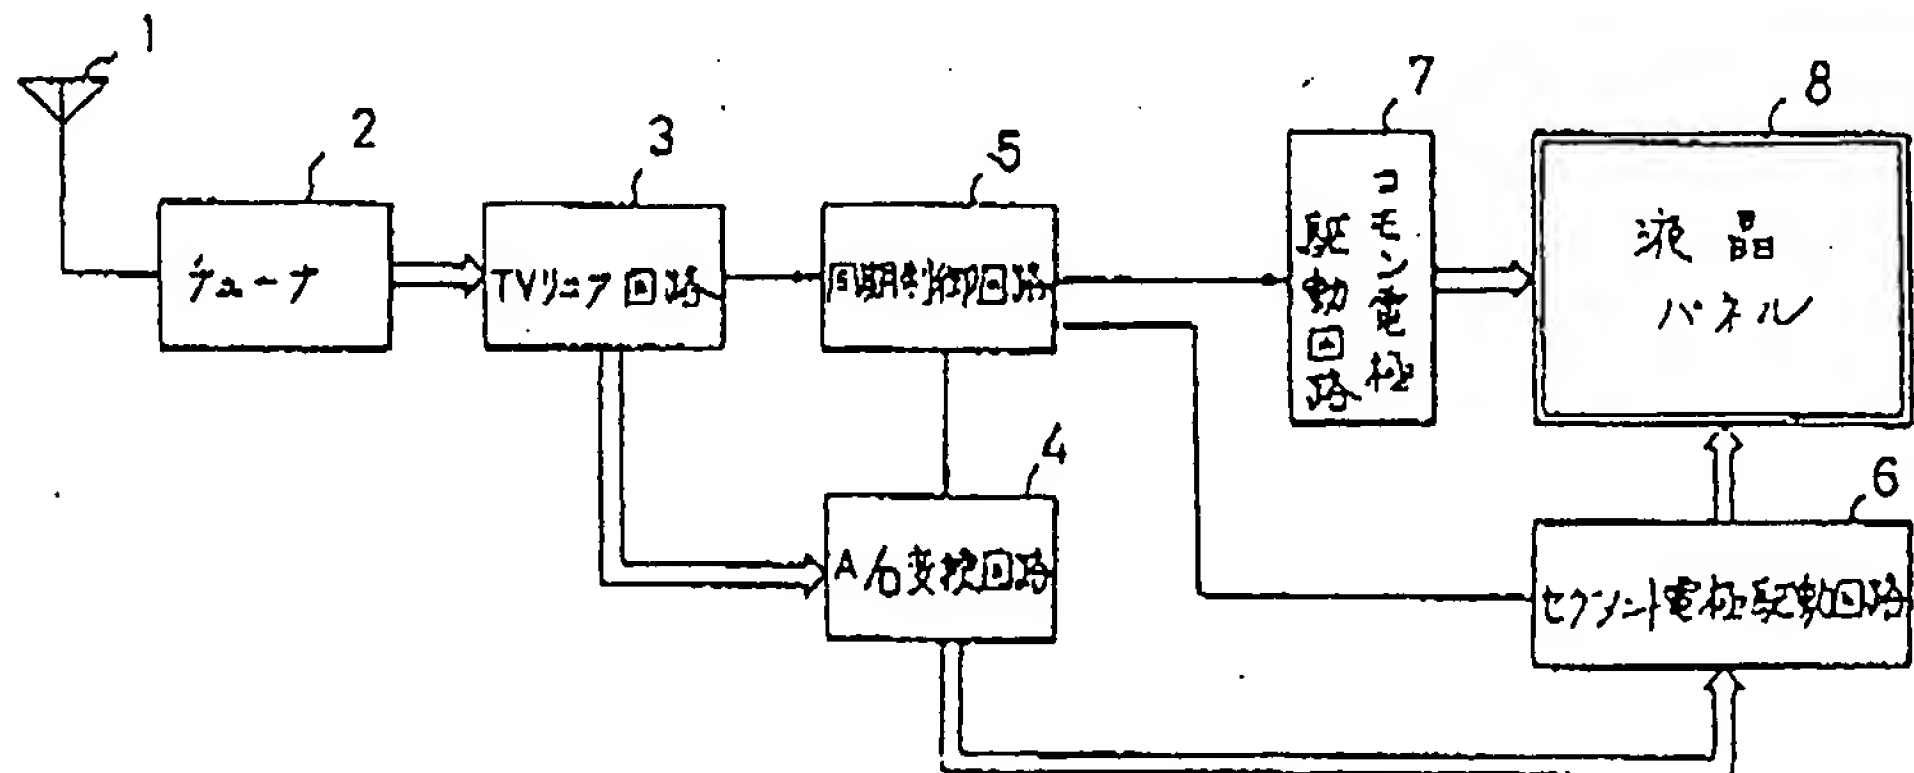 1
2
チューナ
3
TVリニア回路
5
同期制御回路
7
コモン電極
駆動回路
8
液晶
パネル
4
A/D変換回路
6
セグメント電極駆動回路